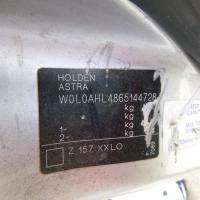 HOLDEN
ASTRA
W0L0AHL4865144728
kg
kg
1- kg
2- kg
Z 157 XXLO